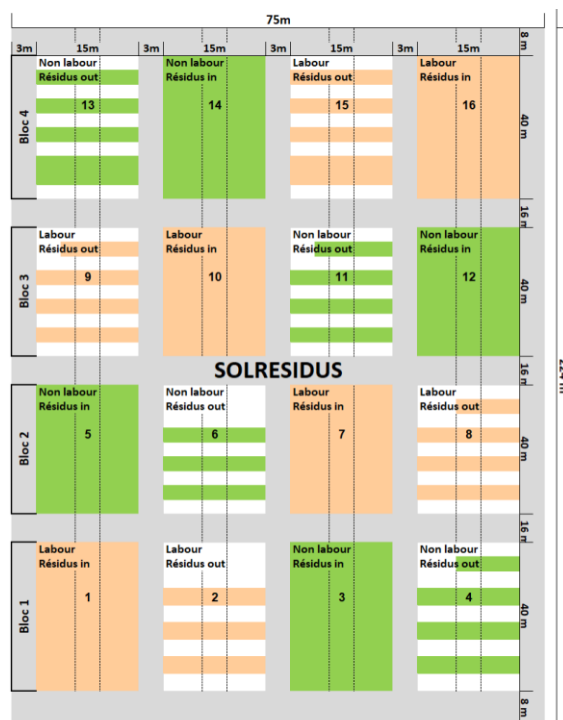 75m
3m 15m 3m 15m 3m 15m 3m 15m
8 m
Bloc 4
Non labour
Résidus out
13
Non labour
Résidus in
14
Labour
Résidus out
15
Labour
Résidus in
16
40 m
16 m
Bloc 3
Labour
Résidus out
9
Labour
Résidus in
10
Non labour
Résidus out
11
Non labour
Résidus in
12
40 m
SOLRESIDUS
16 m
Bloc 2
Non labour
Résidus in
5
Non labour
Résidus out
6
Labour
Résidus in
7
Labour
Résidus out
8
40 m
16 m
Bloc 1
Labour
Résidus in
1
Labour
Résidus out
2
Non labour
Résidus in
3
Non labour
Résidus out
4
40 m
8 m